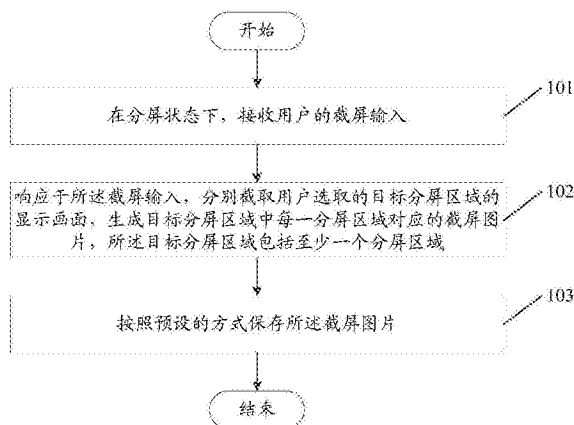 开始
在分屏状态下，接收用户的截屏输入
101
响应于所述截屏输入，分别截取用户选取的目标分屏区域的
显示画面，生成目标分屏区域中每一分屏区域对应的截屏图
片，所述目标分屏区域包括至少一个分屏区域
102
按照预设的方式保存所述截屏图片
103
结束